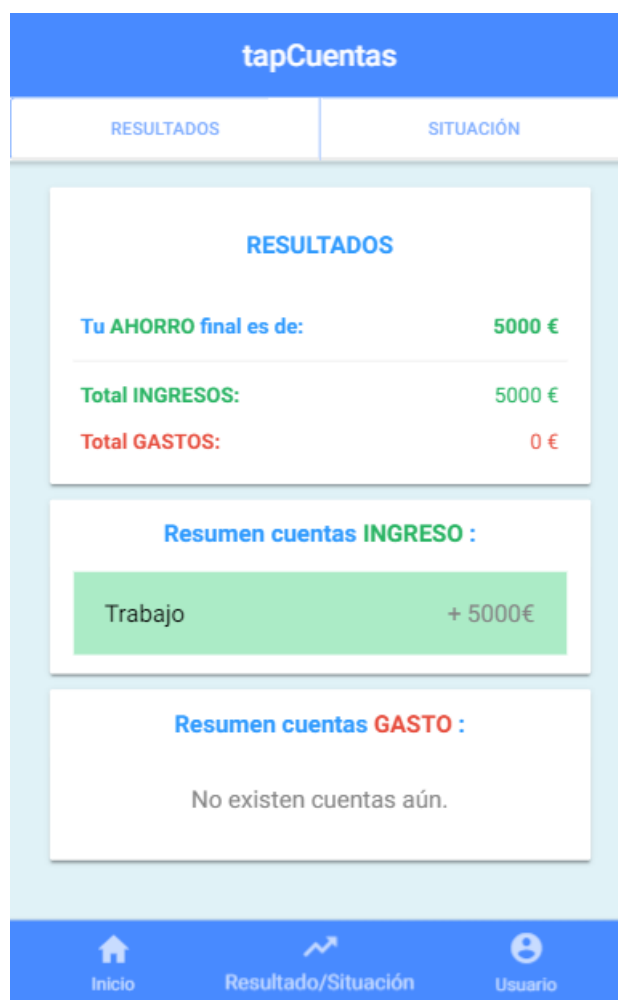 tapCuentas
RESULTADOS SITUACIÓN
RESULTADOS
Tu AHORRO final es de: 5000 €
Total INGRESOS: 5000 €
Total GASTOS: 0 €
Resumen cuentas INGRESO :
Trabajo + 5000€
Resumen cuentas GASTO :
No existen cuentas aún.
Inicio Resultado/Situación Usuario